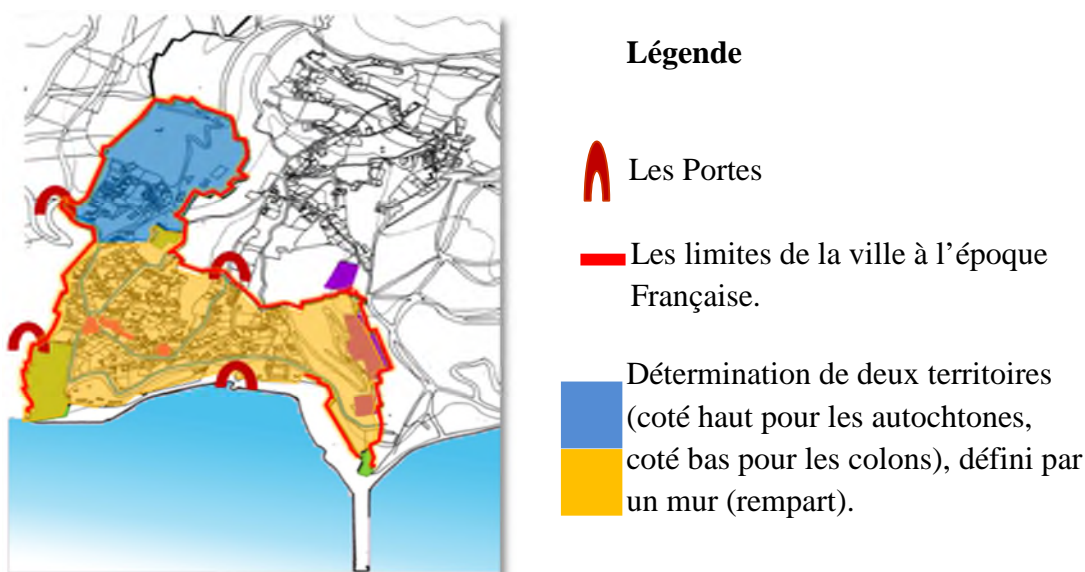 Légende
Les Portes
Les limites de la ville à l’époque
Française.
Détermination de deux territoires
(coté haut pour les autochtones,
coté bas pour les colons), défini par
un mur (rempart).